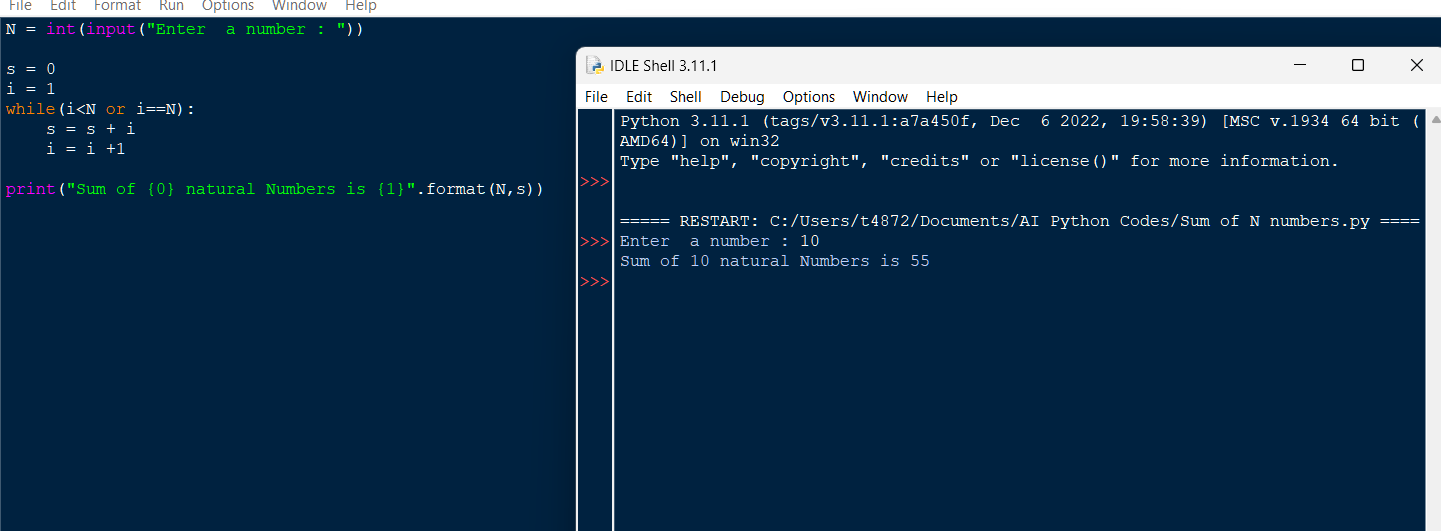 File Edit Format Run Options Window Help
N = int(input("Enter  a number : "))
s = 0
i = 1
while(i<N or i==N):
    s = s + i
    i = i +1
print("Sum of {0} natural Numbers is {1}".format(N,s))
IDLE Shell 3.11.1
File Edit Shell Debug Options Window Help
Python 3.11.1 (tags/v3.11.1:a7a450f, Dec  6 2022, 19:58:39) [MSC v.1934 64 bit (
AMD64)] on win32
Type "help", "copyright", "credits" or "license()" for more information.
>>>
===== RESTART: C:/Users/t4872/Documents/AI Python Codes/Sum of N numbers.py ====
>>> Enter  a number : 10
Sum of 10 natural Numbers is 55
>>>